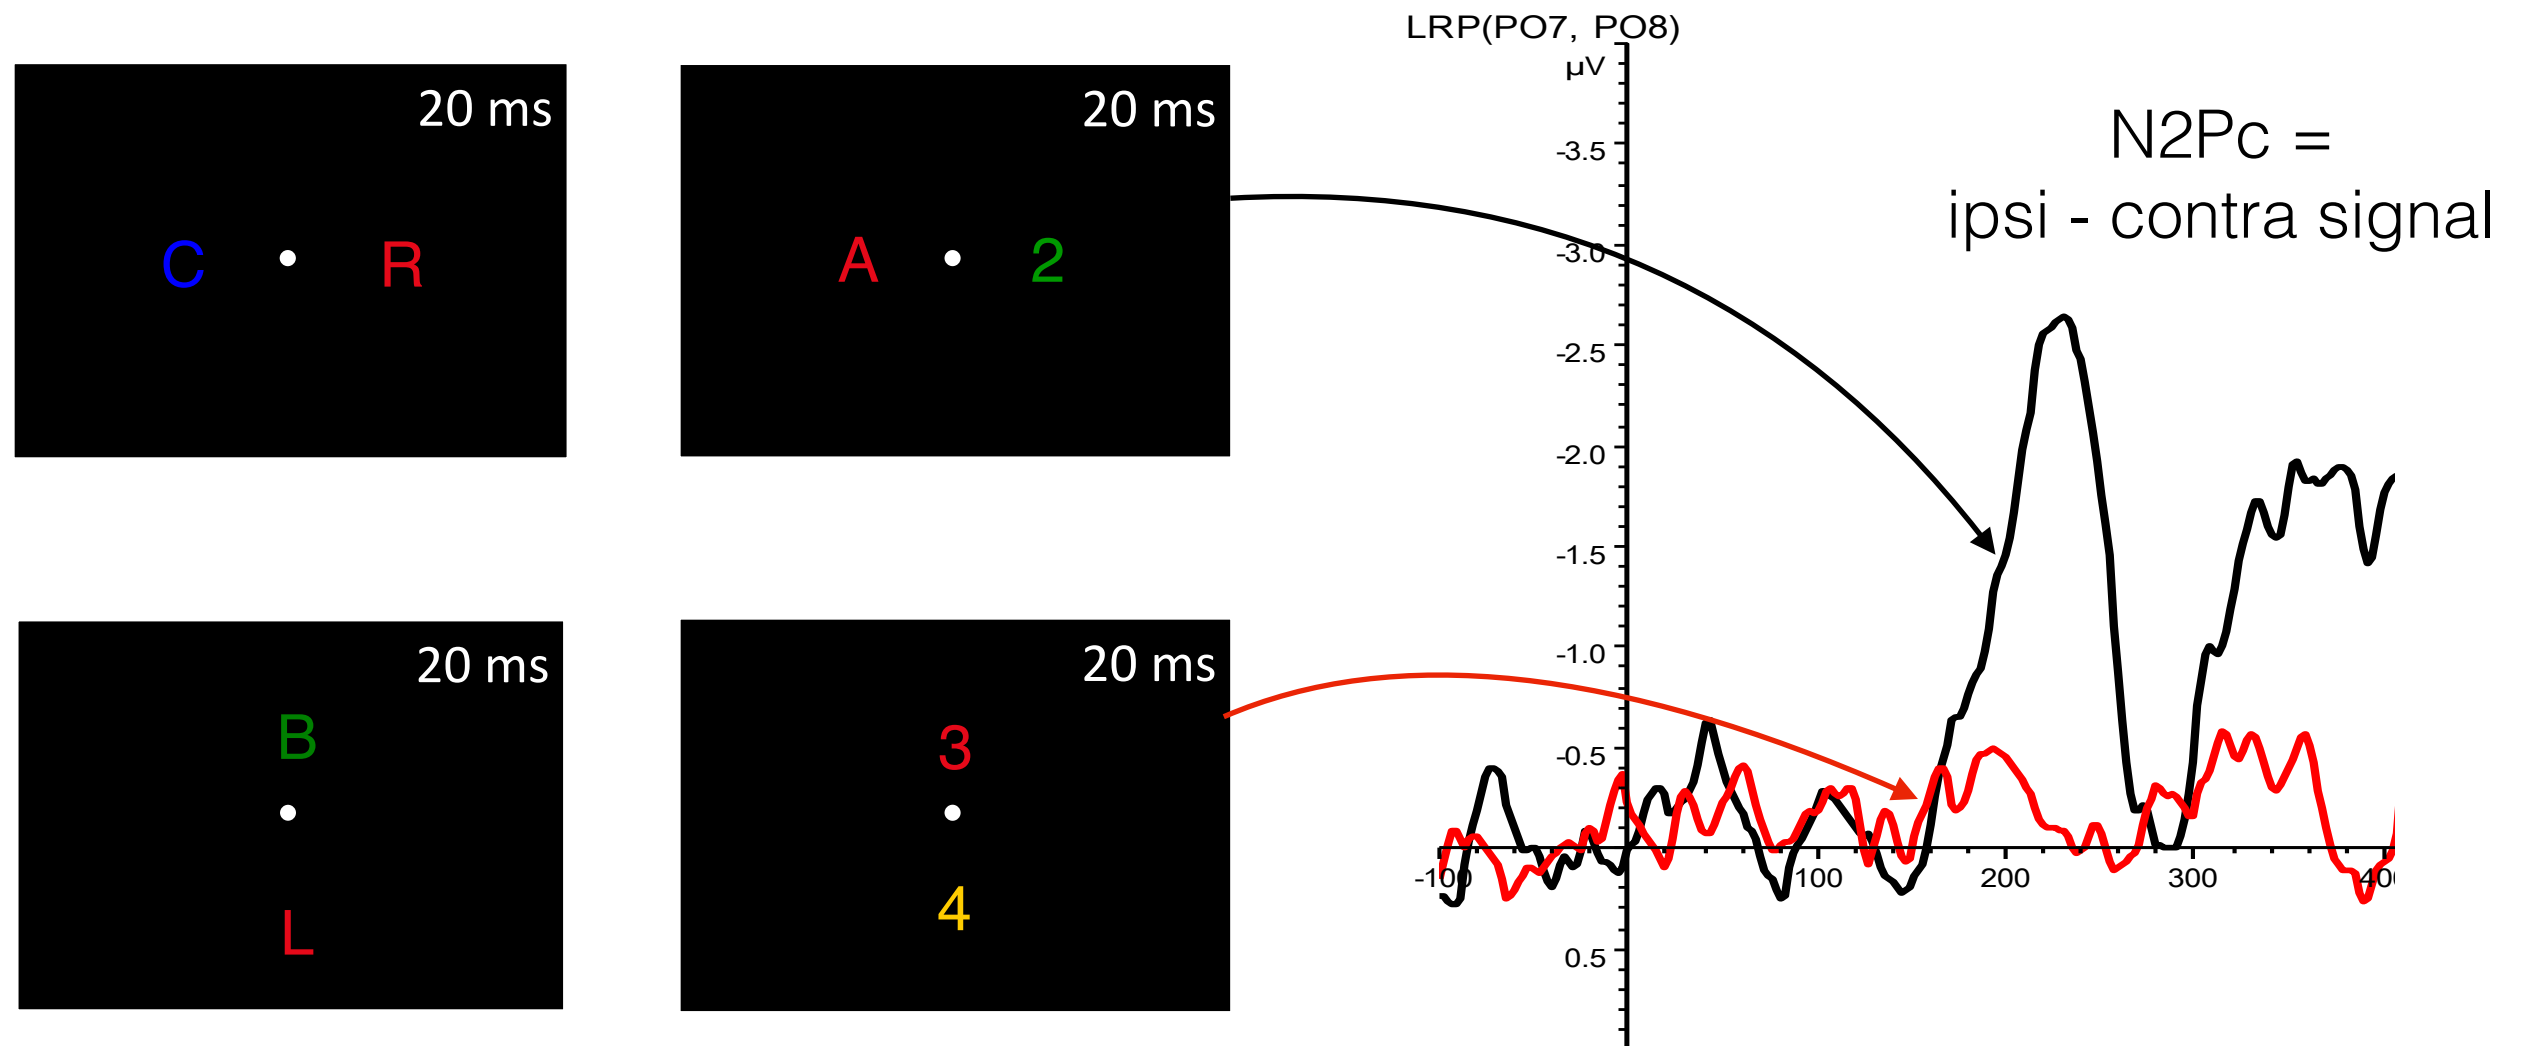 20 ms
C R
20 ms
A 2
20 ms
B
L
20 ms
3
4
LRP(PO7, PO8)
µV
-3.5
-3.0
-2.5
-2.0
-1.5
-1.0
-0.5
0.5
-100 100 200 300 400
N2Pc =
ipsi - contra signal